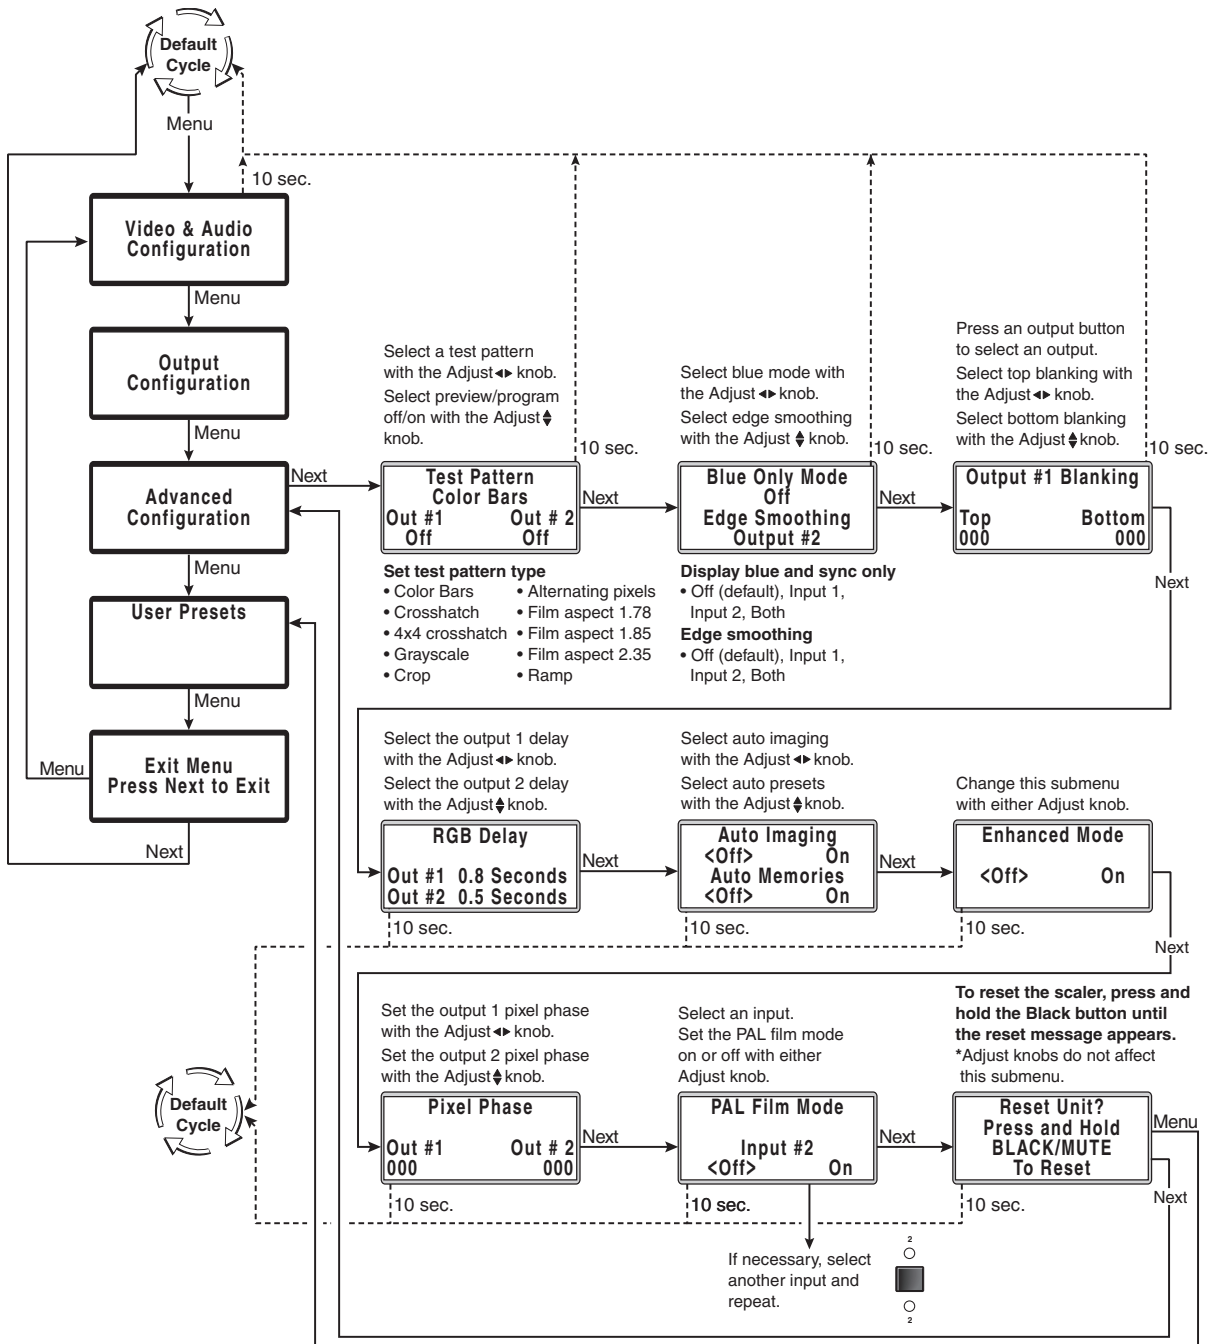 Default
Cycle
Menu
10 sec.
Video & Audio
Configuration
Menu
Output
Configuration
Menu
Advanced
Configuration
Next
Menu
User Presets
Menu
Exit Menu
Press Next to Exit
Menu
Next
Select a test pattern
with the Adjust◂▸ knob.
Select preview/program
off/on with the Adjust▴▾
knob.
10 sec.
Test Pattern
Color Bars
Out #1 Out # 2
Off Off
Next
Set test pattern type
• Color Bars
• Crosshatch
• 4x4 crosshatch
• Grayscale
• Crop
• Alternating pixels
• Film aspect 1.78
• Film aspect 1.85
• Film aspect 2.35
• Ramp
Select blue mode with
the Adjust◂▸ knob.
Select edge smoothing
with the Adjust ▴▾ knob.
10 sec.
Blue Only Mode
Off
Edge Smoothing
Output #2
Next
Display blue and sync only
• Off (default), Input 1,
Input 2, Both
Edge smoothing
• Off (default), Input 1,
Input 2, Both
Press an output button
to select an output.
Select top blanking with
the Adjust◂▸ knob.
Select bottom blanking
with the Adjust▴▾knob.
10 sec.
Output #1 Blanking
Top Bottom
000 000
Next
Select the output 1 delay
with the Adjust◂▸ knob.
Select the output 2 delay
with the Adjust▴▾knob.
RGB Delay
Out #1 0.8 Seconds
Out #2 0.5 Seconds
Next
10 sec.
Select auto imaging
with the Adjust◂▸ knob.
Select auto presets
with the Adjust▴▾knob.
Auto Imaging
<Off> On
Auto Memories
<Off> On
Next
10 sec.
Change this submenu
with either Adjust knob.
Enhanced Mode
<Off> On
10 sec.
Next
Default
Cycle
Set the output 1 pixel phase
with the Adjust◂▸ knob.
Set the output 2 pixel phase
with the Adjust▴▾knob.
Pixel Phase
Out #1 Out # 2
000 000
Next
10 sec.
Select an input.
Set the PAL film mode
on or off with either
Adjust knob.
PAL Film Mode
Input #2
<Off> On
Next
10 sec.
If necessary, select
another input and
repeat.
2
2
To reset the scaler, press and
hold the Black button until
the reset message appears.
*Adjust knobs do not affect
this submenu.
Reset Unit?
Press and Hold
BLACK/MUTE
To Reset
Menu
Next
10 sec.